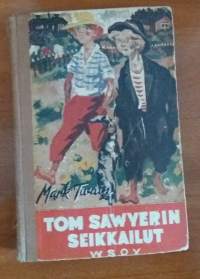 Mark Twain
TOM SAWYERIN
SEIKKAILUT
WSOY